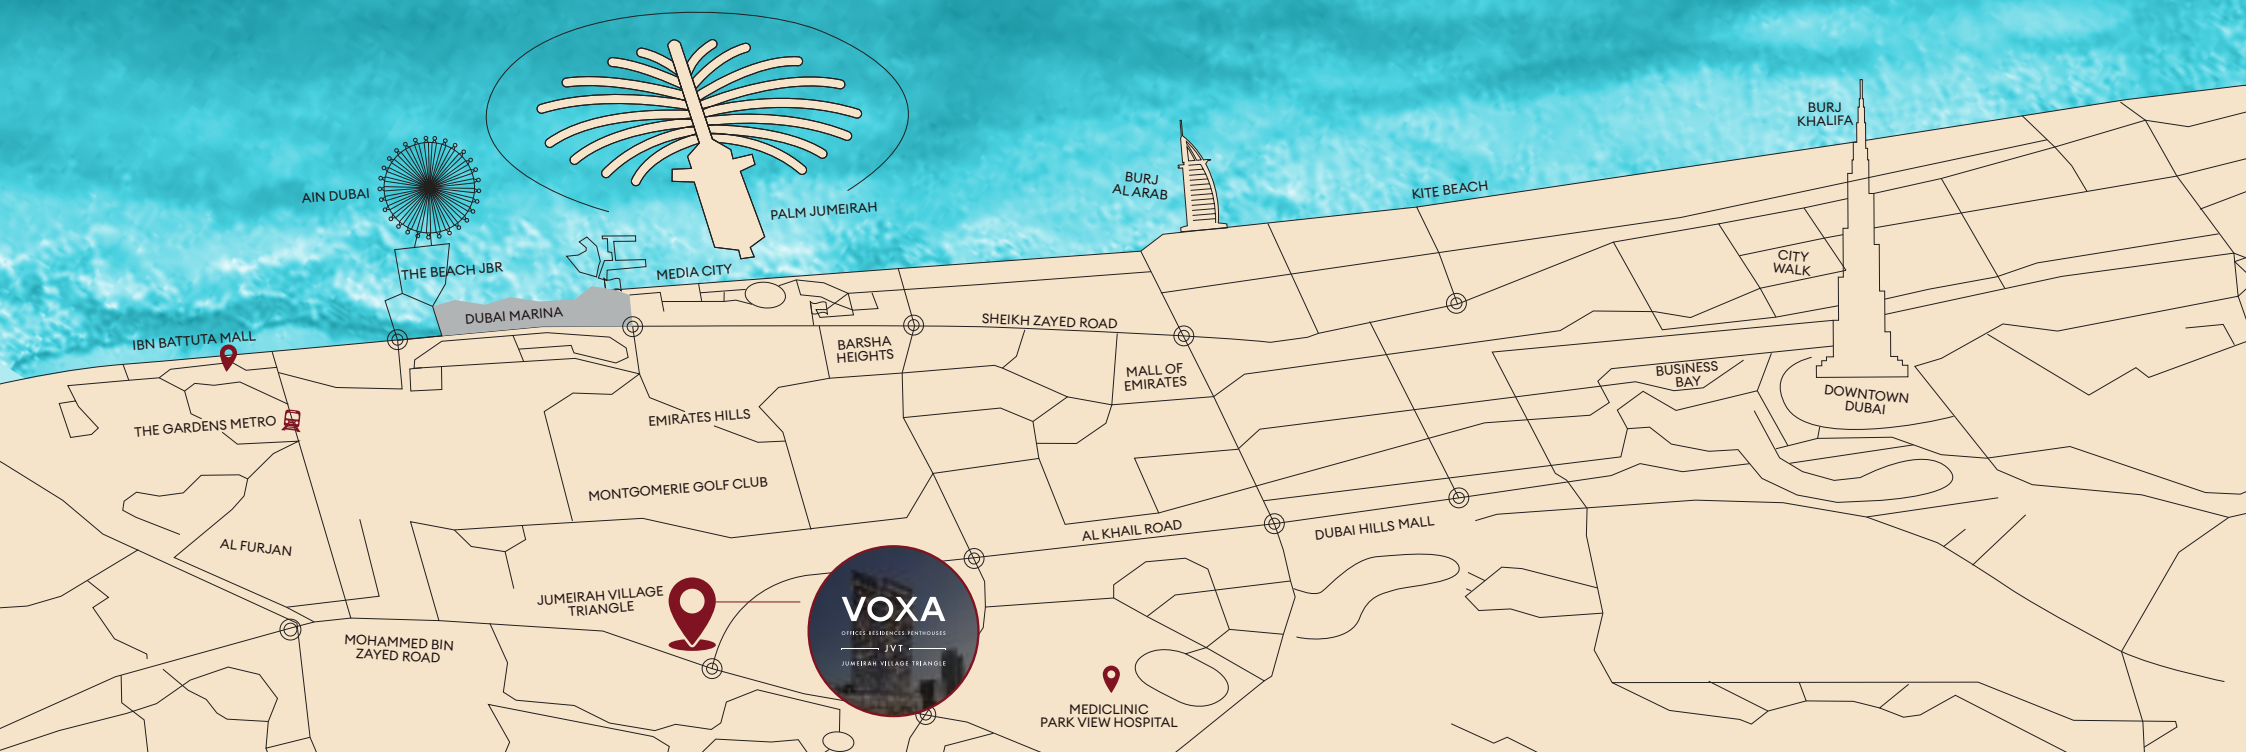 BURJ
KHALIFA
AIN DUBAI
BURJ
AL ARAB
KITE BEACH
PALM JUMEIRAH
THE BEACH JBR
MEDIA CITY
CITY
WALK
DUBAI MARINA
SHEIKH ZAYED ROAD
IBN BATTUTA MALL
BARSHA
HEIGHTS
MALL OF
EMIRATES
BUSINESS
BAY
DOWNTOWN
DUBAI
THE GARDENS METRO
EMIRATES HILLS
MONTGOMERIE GOLF CLUB
AL FURJAN
AL KHAIL ROAD
DUBAI HILLS MALL
JUMEIRAH VILLAGE
TRIANGLE
VOXA
OFFICES.RESIDENCES.PENTHOUSES
JVT
JUMEIRAH VILLAGE TRIANGLE
MOHAMMED BIN
ZAYED ROAD
MEDICLINIC
PARK VIEW HOSPITAL